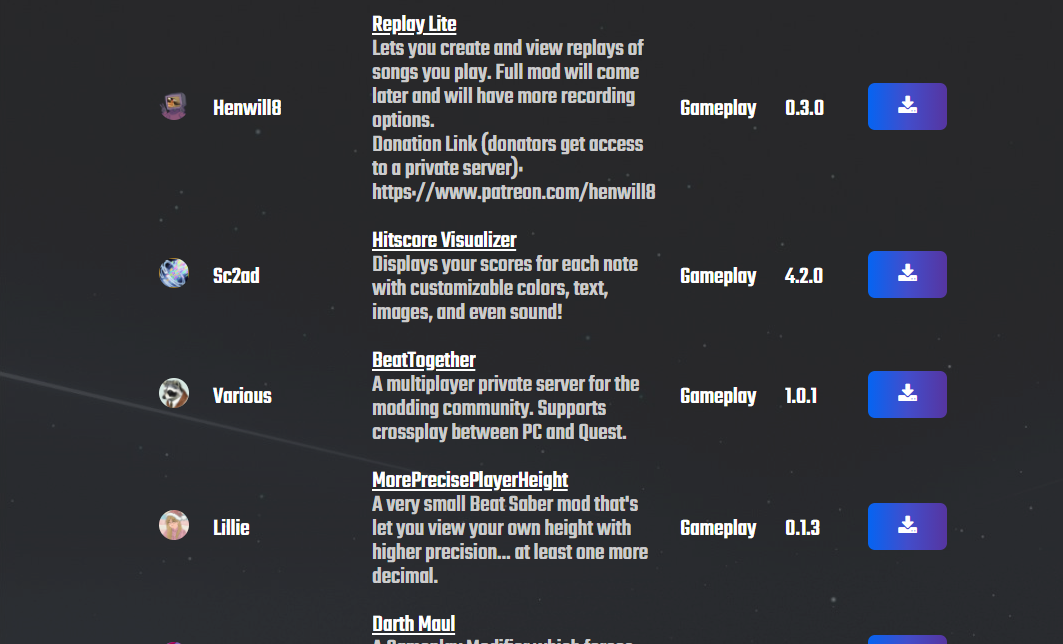 Replay Lite
Lets you create and view replays of
songs you play. Full mod will come
later and will have more recording
options.
Donation Link (donators get access
to a private server):
https://www.patreon.com/henwill8
Henwill8
Gameplay
0.3.0
Hitscore Visualizer
Displays your scores for each note
with customizable colors, text,
images, and even sound!
Sc2ad
Gameplay
4.2.0
BeatTogether
A multiplayer private server for the
modding community. Supports
crossplay between PC and Quest.
Various
Gameplay
1.0.1
MorePrecisePlayerHeight
A very small Beat Saber mod that's
let you view your own height with
higher precision... at least one more
decimal.
Lillie
Gameplay
0.1.3
Darth Maul
A Gameplay Modifier which forces